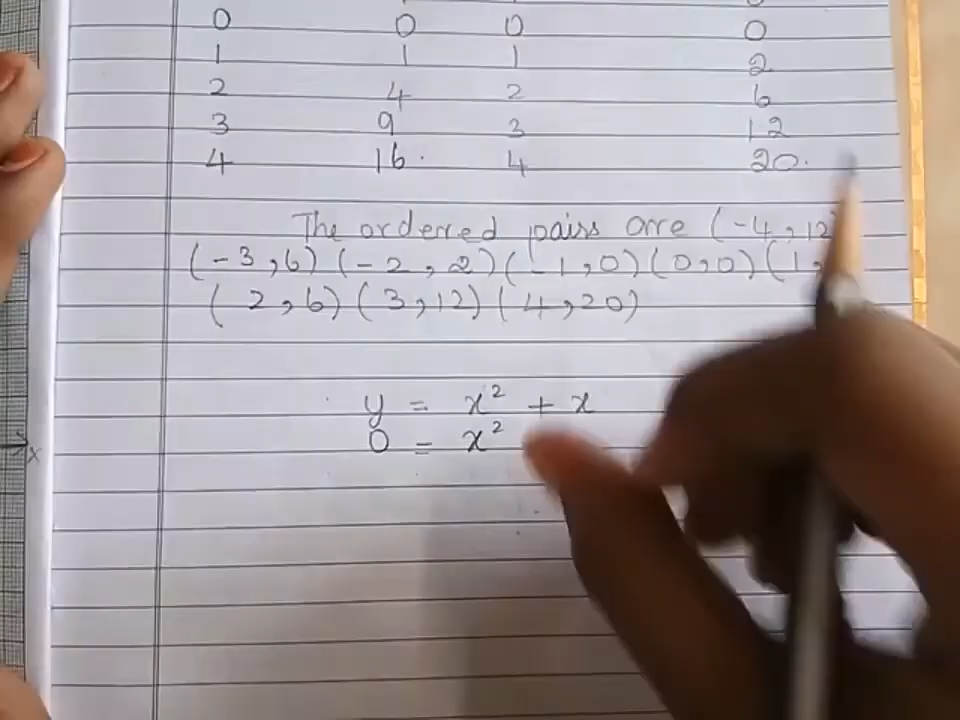 0 0 0 0
1 1 1 2
2 4 2 6
3 9 3 12
4 16. 4 20.
The ordered pairs are (-4,12)
(-3,6) (-2,2) (-1,0) (0,0) (1,
(2,6) (3,12) (4,20)
y = x² + x
0 = x²
x